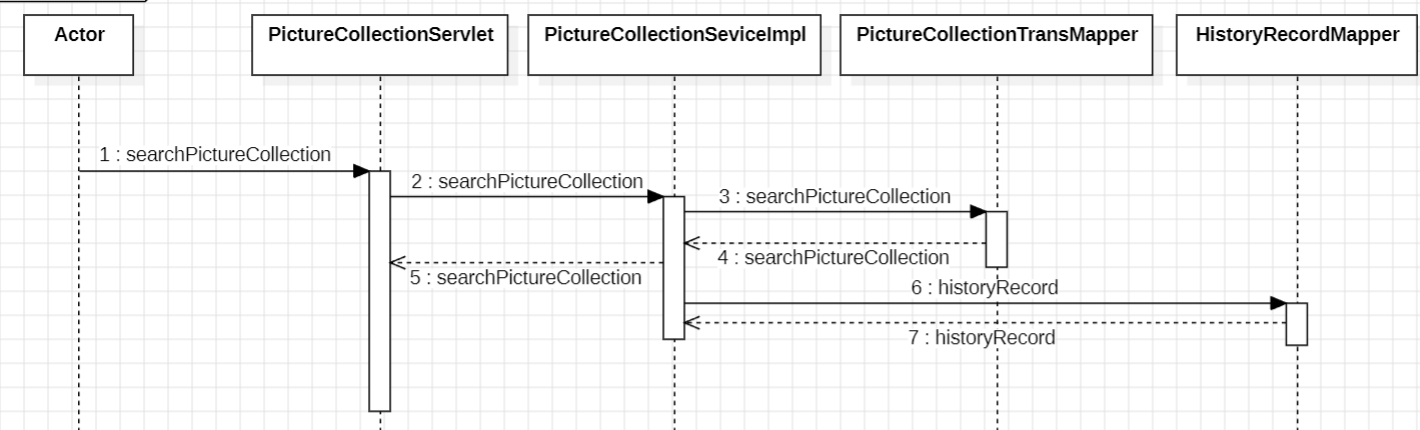 Actor
PictureCollectionServlet
PictureCollectionSeviceImpl
PictureCollectionTransMapper
HistoryRecordMapper
1 : searchPictureCollection
2 : searchPictureCollection
3 : searchPictureCollection
4 : searchPictureCollection
5 : searchPictureCollection
6 : historyRecord
7 : historyRecord